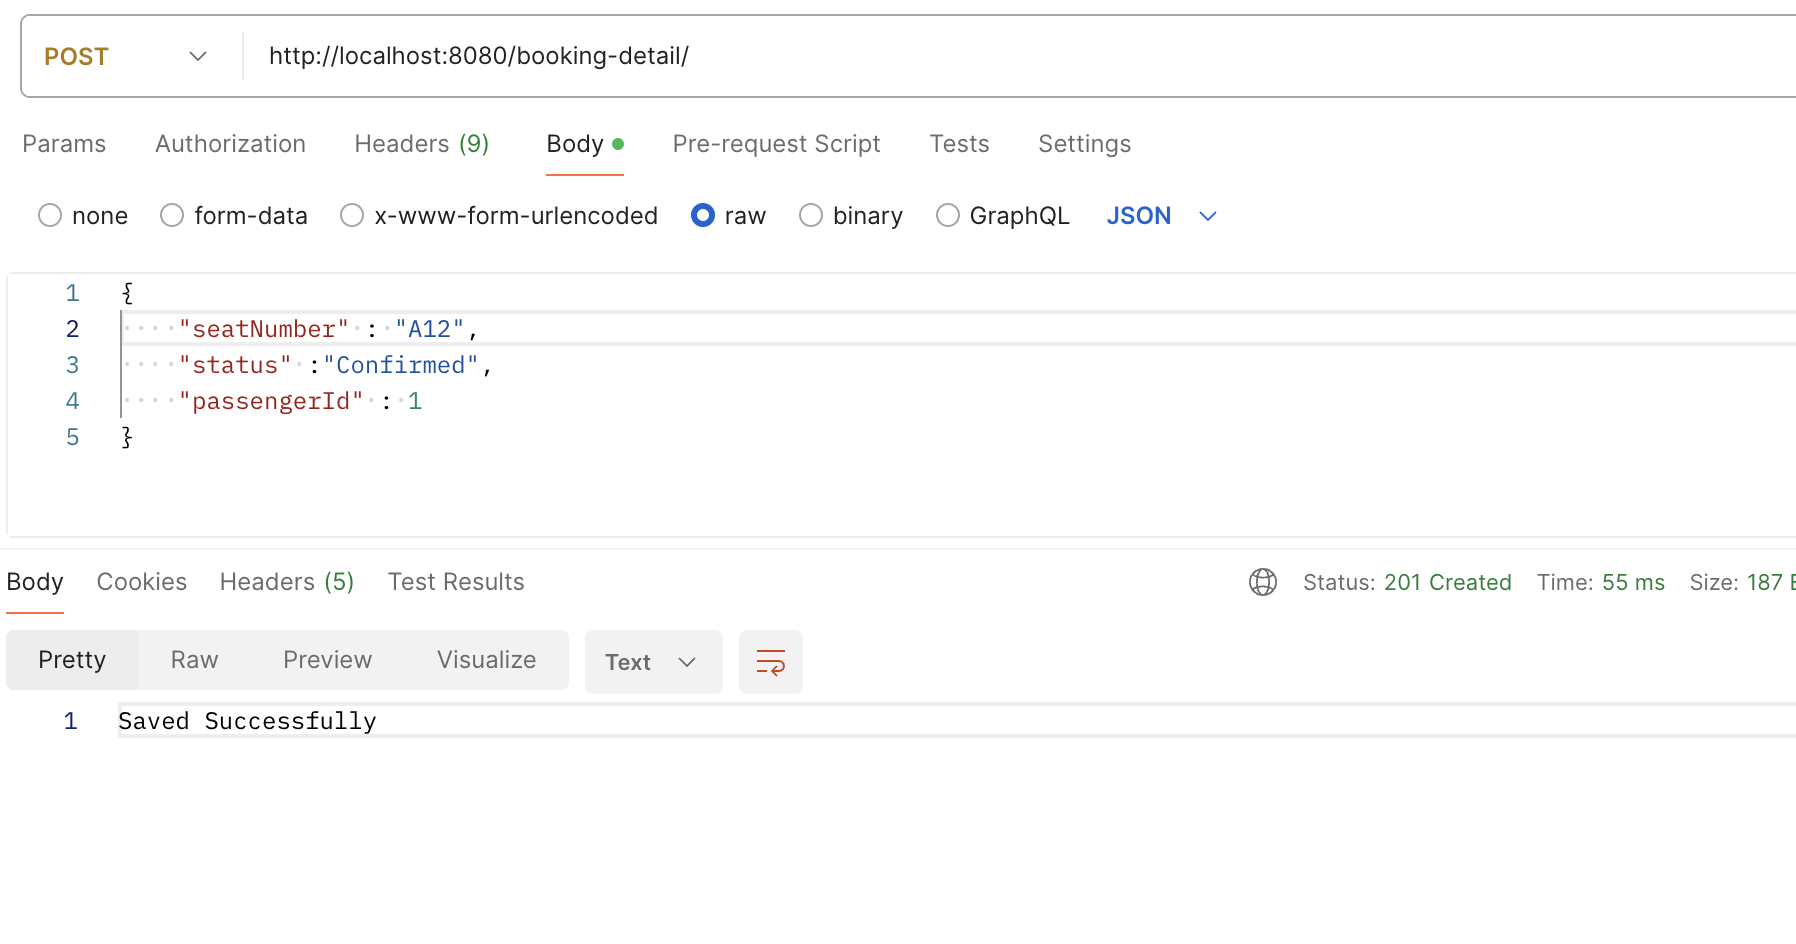 POST http://localhost:8080/booking-detail/
Params Authorization Headers (9) Body Pre-request Script Tests Settings
none form-data x-www-form-urlencoded raw binary GraphQL JSON
1 {
2 "seatNumber" : "A12",
3 "status" :"Confirmed",
4 "passengerId" : 1
5 }
Body Cookies Headers (5) Test Results Status: 201 Created Time: 55 ms Size: 187
Pretty Raw Preview Visualize Text
1 Saved Successfully